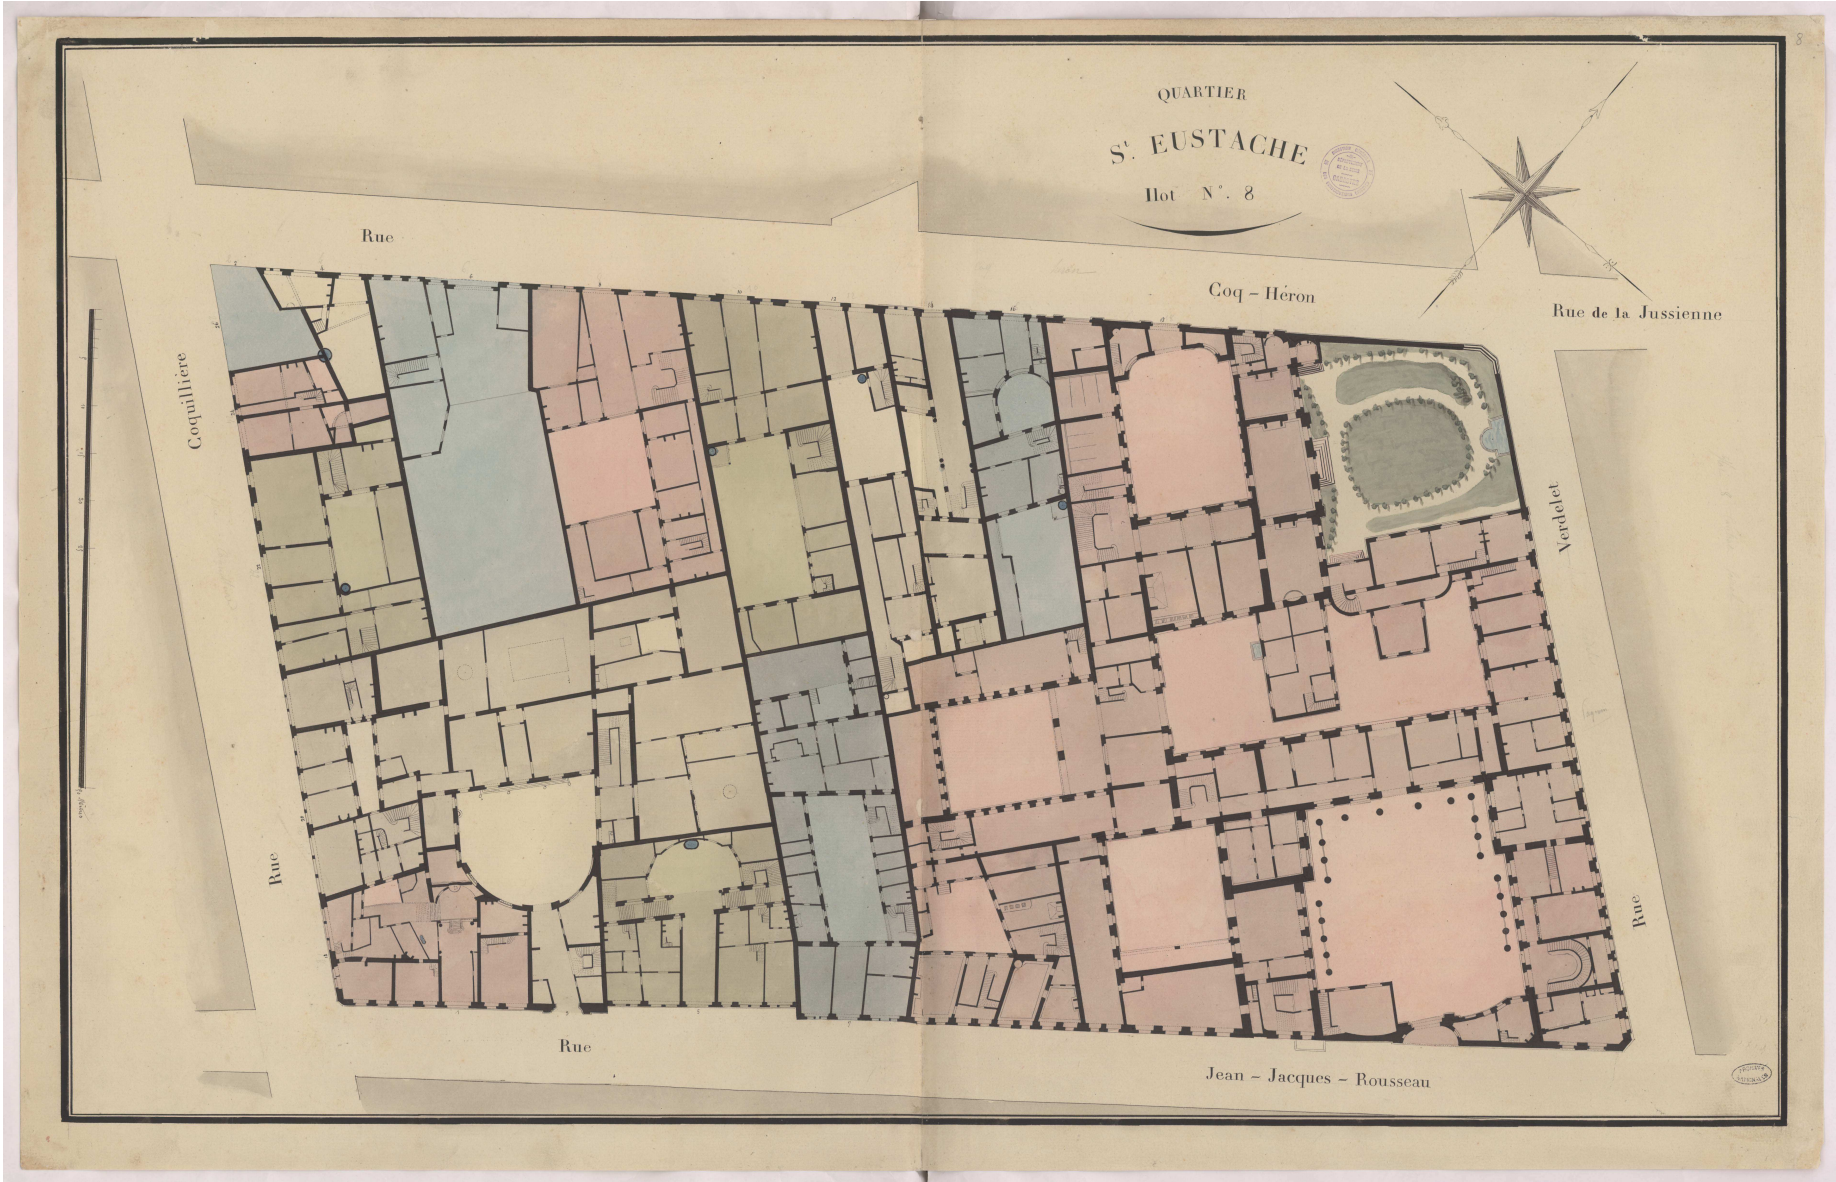 8
QUARTIER
St. EUSTACHE
Ilot N°. 8
Rue
Coq – Héron
Rue de la Jussienne
Coquillière
Verdelet
Rue
Rue
Rue
Jean – Jacques – Rousseau